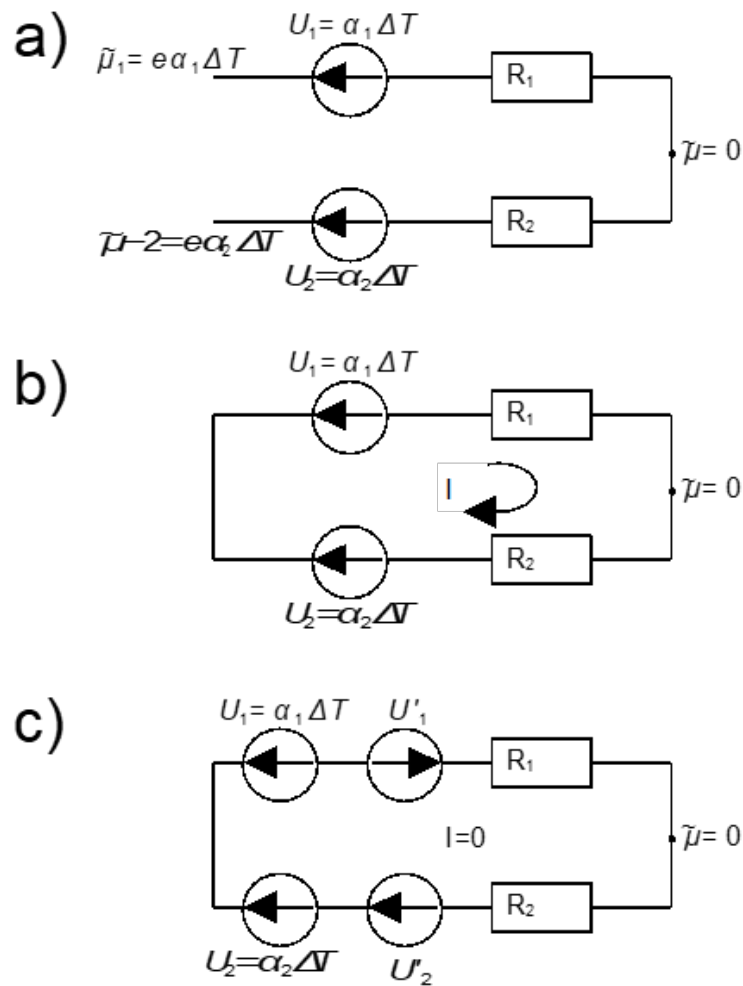 a)
U₁= α₁ΔT
μ̃₁= eα₁ΔT
R₁
μ̃= 0
R₂
μ̃−2=eα₂ΔT
U₂=α₂ΔT
b)
U₁= α₁ΔT
R₁
I
μ̃= 0
R₂
U₂=α₂ΔT
c)
U₁= α₁ΔT U'₁
R₁
I=0
μ̃= 0
R₂
U₂=α₂ΔT
U'₂